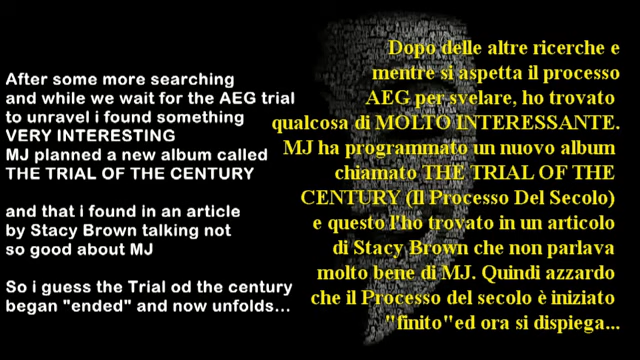 After some more searching
and while we wait for the AEG trial
to unravel i found something
VERY INTERESTING
MJ planned a new album called
THE TRIAL OF THE CENTURY
and that i found in an article
by Stacy Brown talking not
so good about MJ
So i guess the Trial od the century
began "ended" and now unfolds...
Dopo delle altre ricerche e
mentre si aspetta il processo
AEG per svelare, ho trovato
qualcosa di MOLTO INTERESSANTE.
MJ ha programmato un nuovo album
chiamato THE TRIAL OF THE
CENTURY (Il Processo Del Secolo)
e questo l'ho trovato in un articolo
di Stacy Brown che non parlava
molto bene di MJ. Quindi azzardo
che il Processo del secolo è iniziato
"finito"ed ora si dispiega...